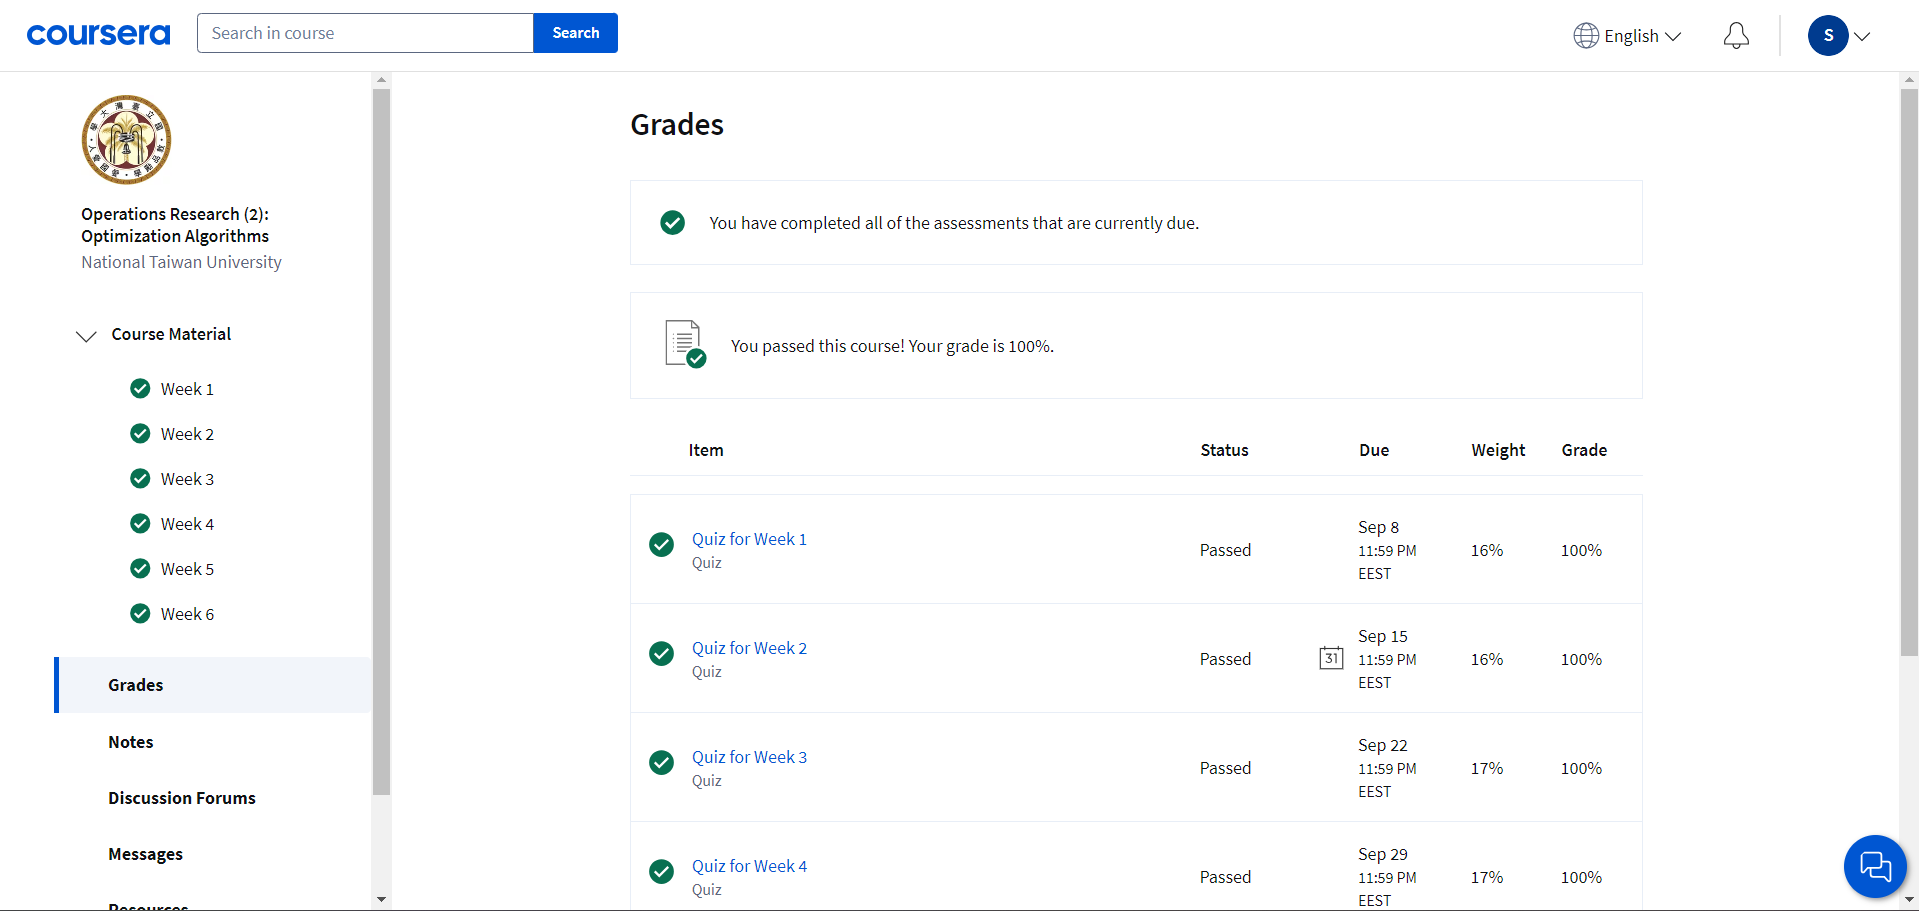 coursera
Search in course
Search
English
S
Operations Research (2):
Optimization Algorithms
National Taiwan University
Course Material
Week 1
Week 2
Week 3
Week 4
Week 5
Week 6
Grades
Notes
Discussion Forums
Messages
Resources
Grades
You have completed all of the assessments that are currently due.
You passed this course! Your grade is 100%.
Item Status Due Weight Grade
Quiz for Week 1
Quiz
Passed
Sep 8
11:59 PM
EEST
16%
100%
Quiz for Week 2
Quiz
Passed
31
Sep 15
11:59 PM
EEST
16%
100%
Quiz for Week 3
Quiz
Passed
Sep 22
11:59 PM
EEST
17%
100%
Quiz for Week 4
Quiz
Passed
Sep 29
11:59 PM
EEST
17%
100%